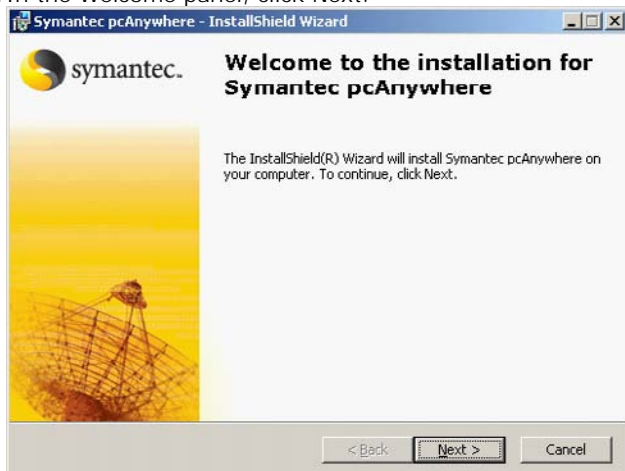 In the Welcome panel, click Next.
Symantec pcAnywhere - InstallShield Wizard
symantec.
Welcome to the installation for
Symantec pcAnywhere
The InstallShield(R) Wizard will install Symantec pcAnywhere on
your computer. To continue, click Next.
< Back
Next >
Cancel